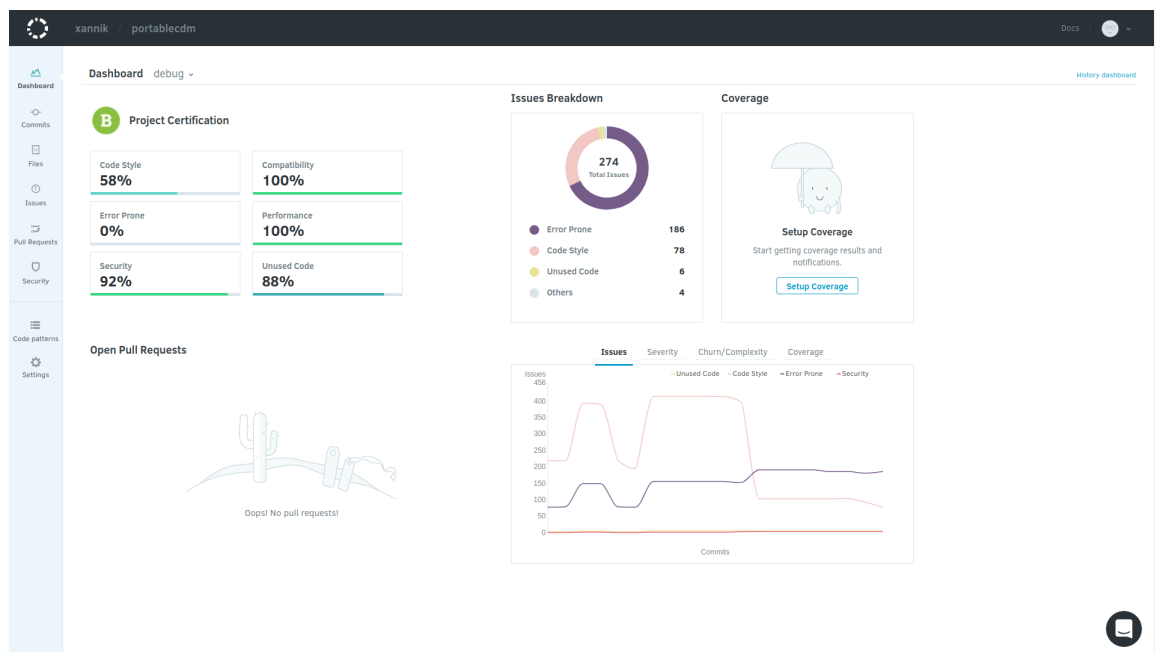 xannik / portablecdm
Docs
Dashboard
Commits
Files
Issues
Pull Requests
Security
Code patterns
Settings
Dashboard debug
History dashboard
B Project Certification
Code Style
58%
Compatibility
100%
Error Prone
0%
Performance
100%
Security
92%
Unused Code
88%
Issues Breakdown
274
Total Issues
Error Prone 186
Code Style 78
Unused Code 6
Others 4
Coverage
Setup Coverage
Start getting coverage results and
notifications.
Setup Coverage
Open Pull Requests
Oops! No pull requests!
Issues Severity Churn/Complexity Coverage
Issues
Unused Code Code Style Error Prone Security
456
400
350
300
250
200
150
100
50
0
Commits